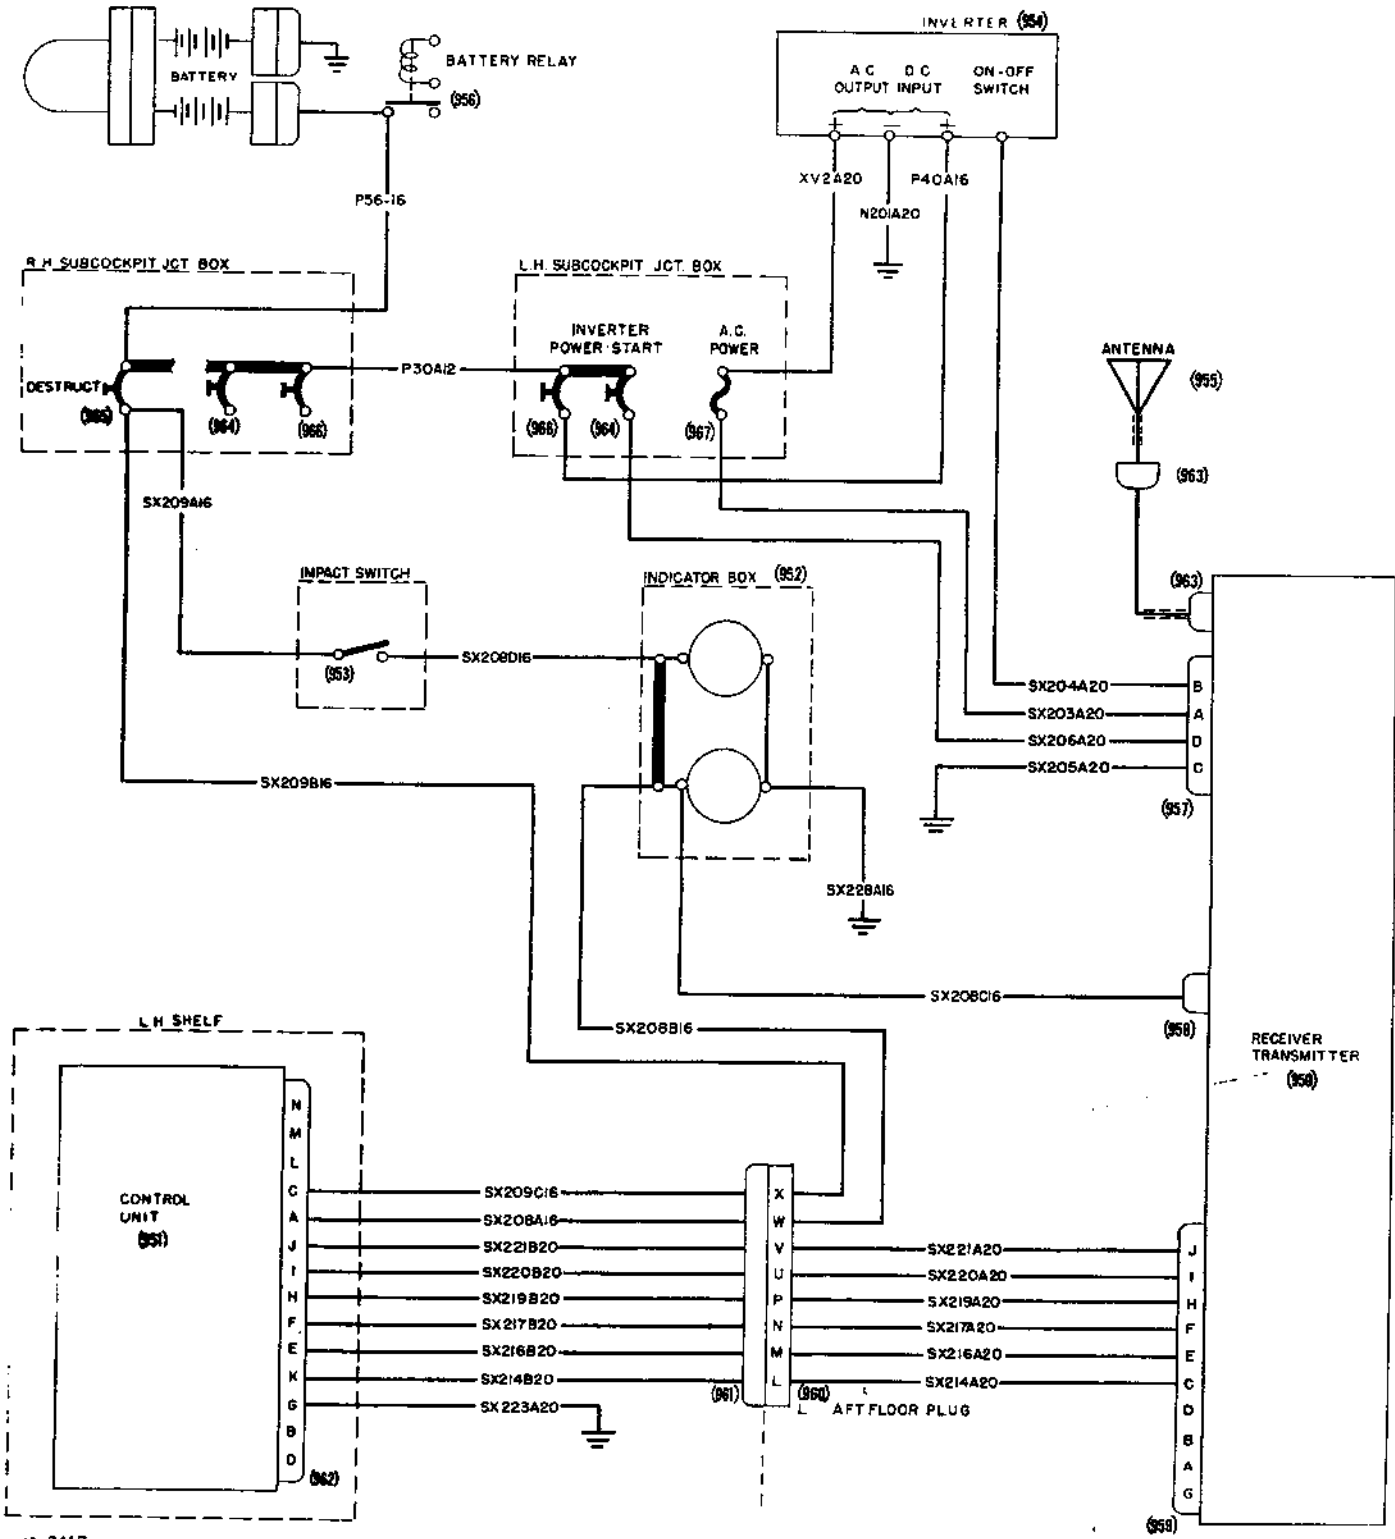 INVERTER (954)
BATTERY RELAY
BATTERY
(956)
A C OUTPUT
D C INPUT
ON-OFF SWITCH
+
—
+
XV2A20
P40A16
N201A20
P56-16
R H SUBCOCKPIT JCT BOX
L.H. SUBCOCKPIT JCT. BOX
INVERTER
POWER START
A.C.
POWER
P30A12
DESTRUCT
(965)
(964)
(966)
(966)
(964)
(967)
ANTENNA
(955)
(963)
SX209A16
IMPACT SWITCH
(953)
SX208D16
INDICATOR BOX (952)
(963)
SX204A20
B
SX203A20
A
SX206A20
D
SX205A20
C
(957)
SX209B16
SX228A16
SX208C16
(958)
SX208B16
RECEIVER
TRANSMITTER
(950)
L H SHELF
CONTROL
UNIT
(951)
N
M
L
C
A
J
I
H
F
E
K
G
B
D
(962)
SX209C16
SX208A16
SX221B20
SX220B20
SX219B20
SX217B20
SX216B20
SX214B20
SX223A20
(961)
X
W
V
U
P
N
M
L
(960)
AFT FLOOR PLUG
SX221A20
SX220A20
SX219A20
SX217A20
SX216A20
SX214A20
J
I
H
F
E
C
D
B
A
G
(959)